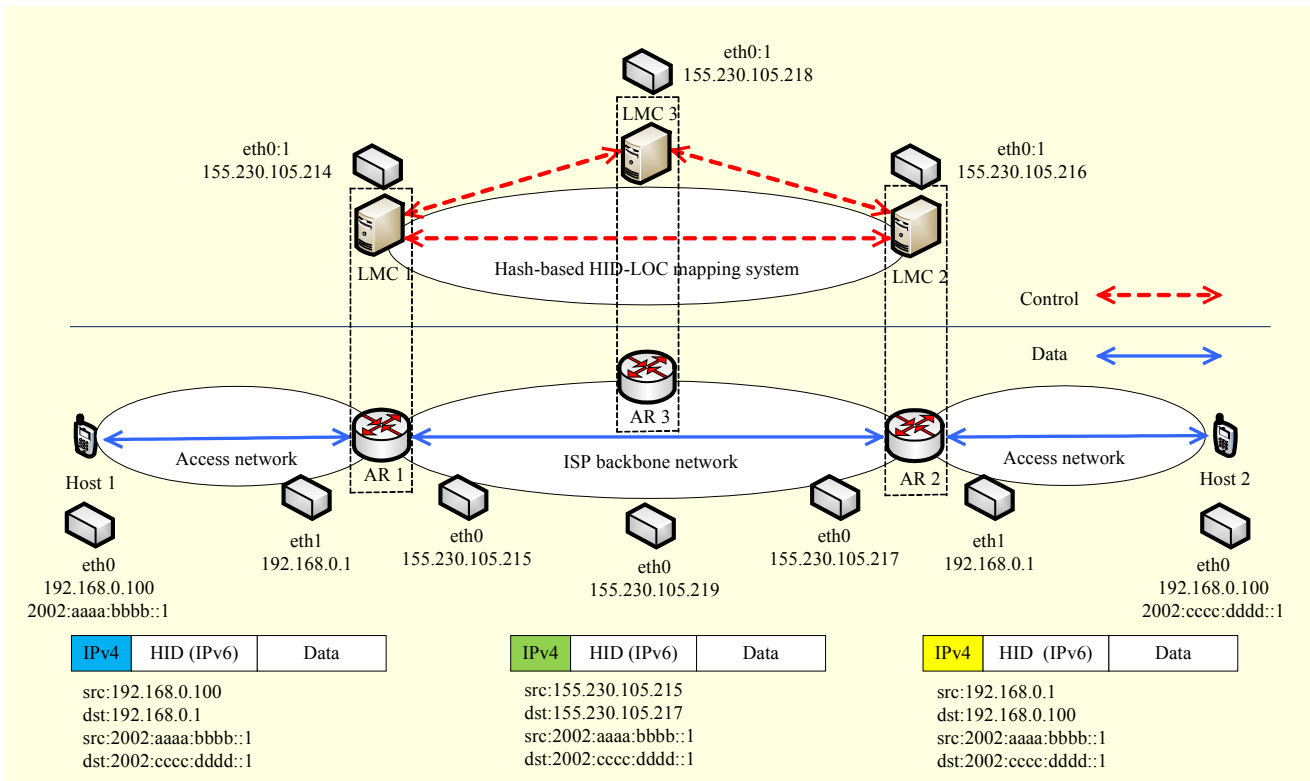 eth0:1
155.230.105.218
LMC 3
eth0:1
155.230.105.214
eth0:1
155.230.105.216
LMC 1
LMC 2
Hash-based HID-LOC mapping system
Control
Data
AR 3
Access network
ISP backbone network
Access network
Host 1
AR 1
AR 2
Host 2
eth0
192.168.0.100
2002:aaaa:bbbb::1
eth1
192.168.0.1
eth0
155.230.105.215
eth0
155.230.105.219
eth0
155.230.105.217
eth1
192.168.0.1
eth0
192.168.0.100
2002:cccc:dddd::1
IPv4 HID (IPv6) Data
src:192.168.0.100
dst:192.168.0.1
src:2002:aaaa:bbbb::1
dst:2002:cccc:dddd::1
IPv4 HID (IPv6) Data
src:155.230.105.215
dst:155.230.105.217
src:2002:aaaa:bbbb::1
dst:2002:cccc:dddd::1
IPv4 HID (IPv6) Data
src:192.168.0.1
dst:192.168.0.100
src:2002:aaaa:bbbb::1
dst:2002:cccc:dddd::1